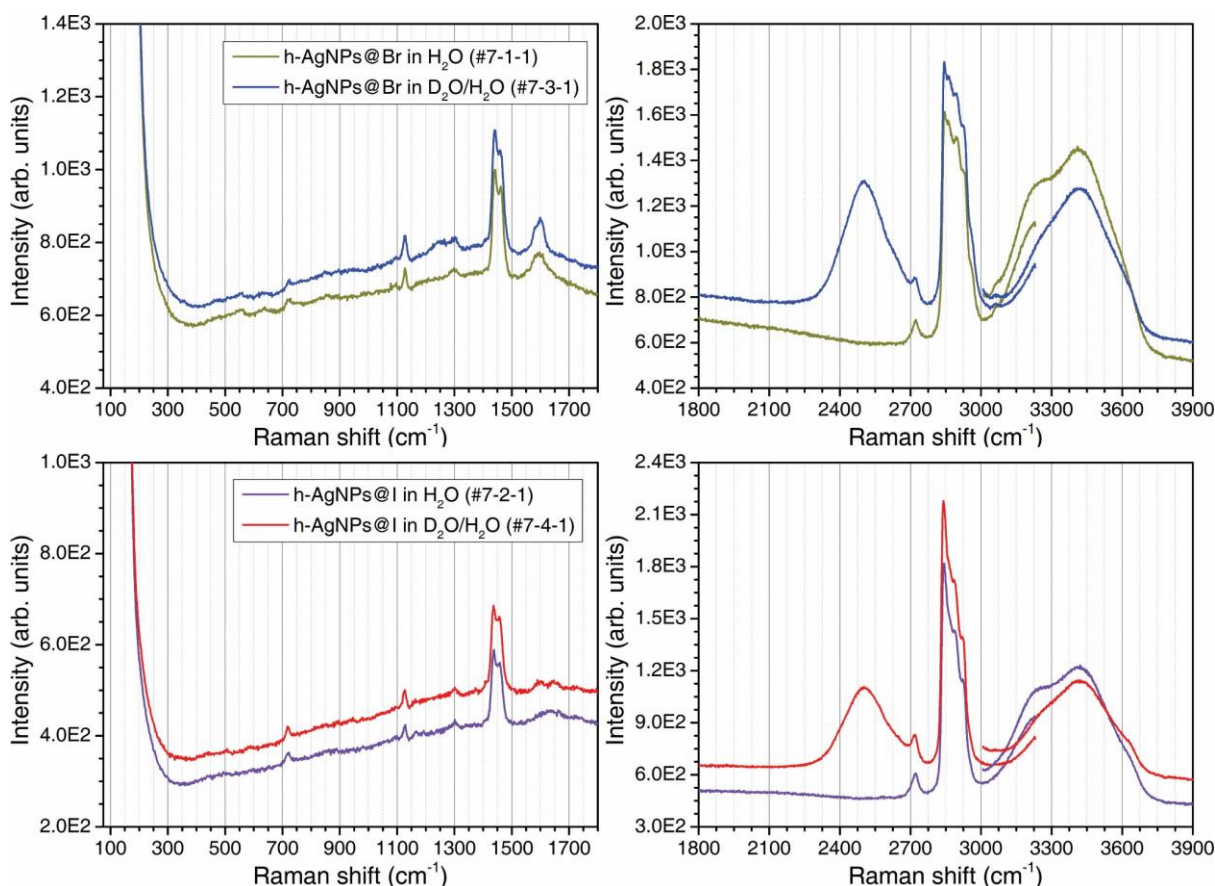 1.4E3
1.2E3
1.0E3
8.0E2
6.0E2
4.0E2
Intensity (arb. units)
h-AgNPs@Br in H₂O (#7-1-1)
h-AgNPs@Br in D₂O/H₂O (#7-3-1)
100 300 500 700 900 1100 1300 1500 1700
Raman shift (cm⁻¹)
2.0E3
1.8E3
1.6E3
1.4E3
1.2E3
1.0E3
8.0E2
6.0E2
4.0E2
Intensity (arb. units)
1800 2100 2400 2700 3000 3300 3600 3900
Raman shift (cm⁻¹)
1.0E3
8.0E2
6.0E2
4.0E2
2.0E2
Intensity (arb. units)
h-AgNPs@I in H₂O (#7-2-1)
h-AgNPs@I in D₂O/H₂O (#7-4-1)
100 300 500 700 900 1100 1300 1500 1700
Raman shift (cm⁻¹)
2.4E3
2.1E3
1.8E3
1.5E3
1.2E3
9.0E2
6.0E2
3.0E2
Intensity (arb. units)
1800 2100 2400 2700 3000 3300 3600 3900
Raman shift (cm⁻¹)